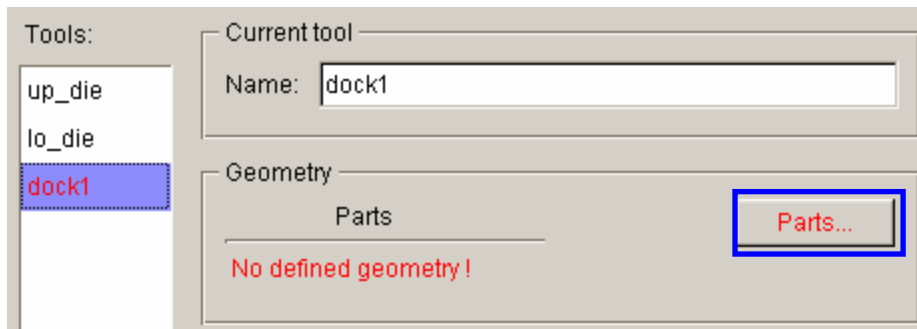 Tools:
up_die
lo_die
dock1
Current tool
Name: dock1
Geometry
Parts
No defined geometry !
Parts...